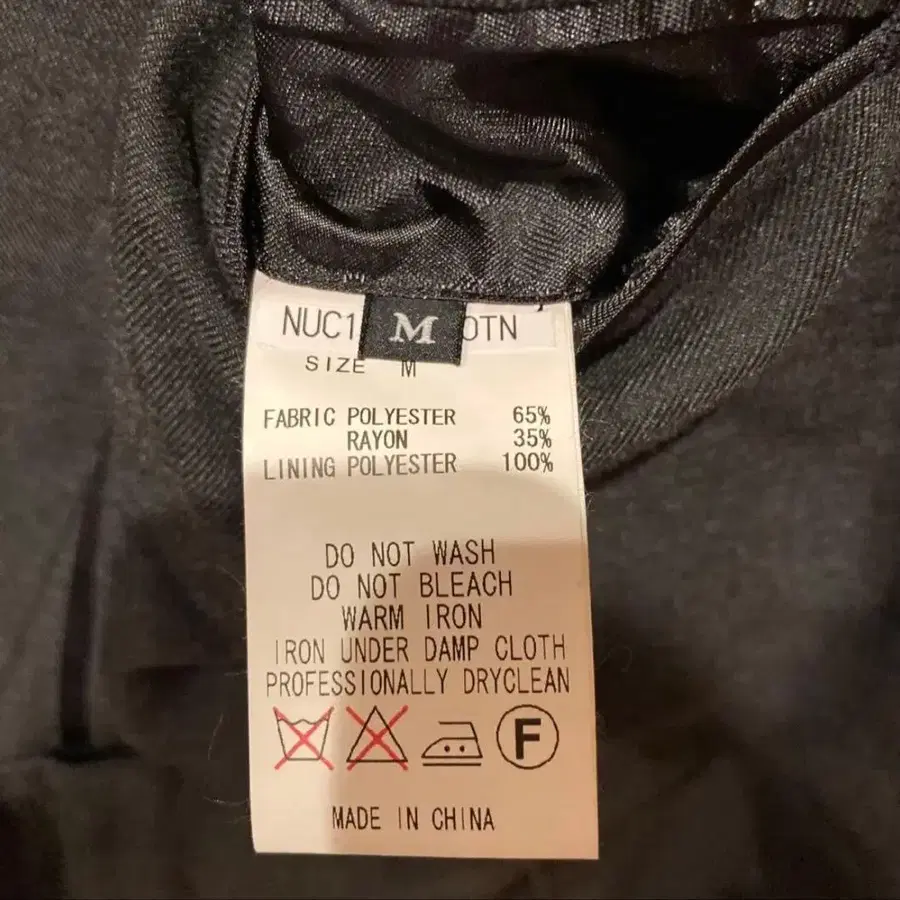 NUC1 M OTN
SIZE M
FABRIC POLYESTER 65%
RAYON 35%
LINING POLYESTER 100%
DO NOT WASH
DO NOT BLEACH
WARM IRON
IRON UNDER DAMP CLOTH
PROFESSIONALLY DRYCLEAN
F
MADE IN CHINA